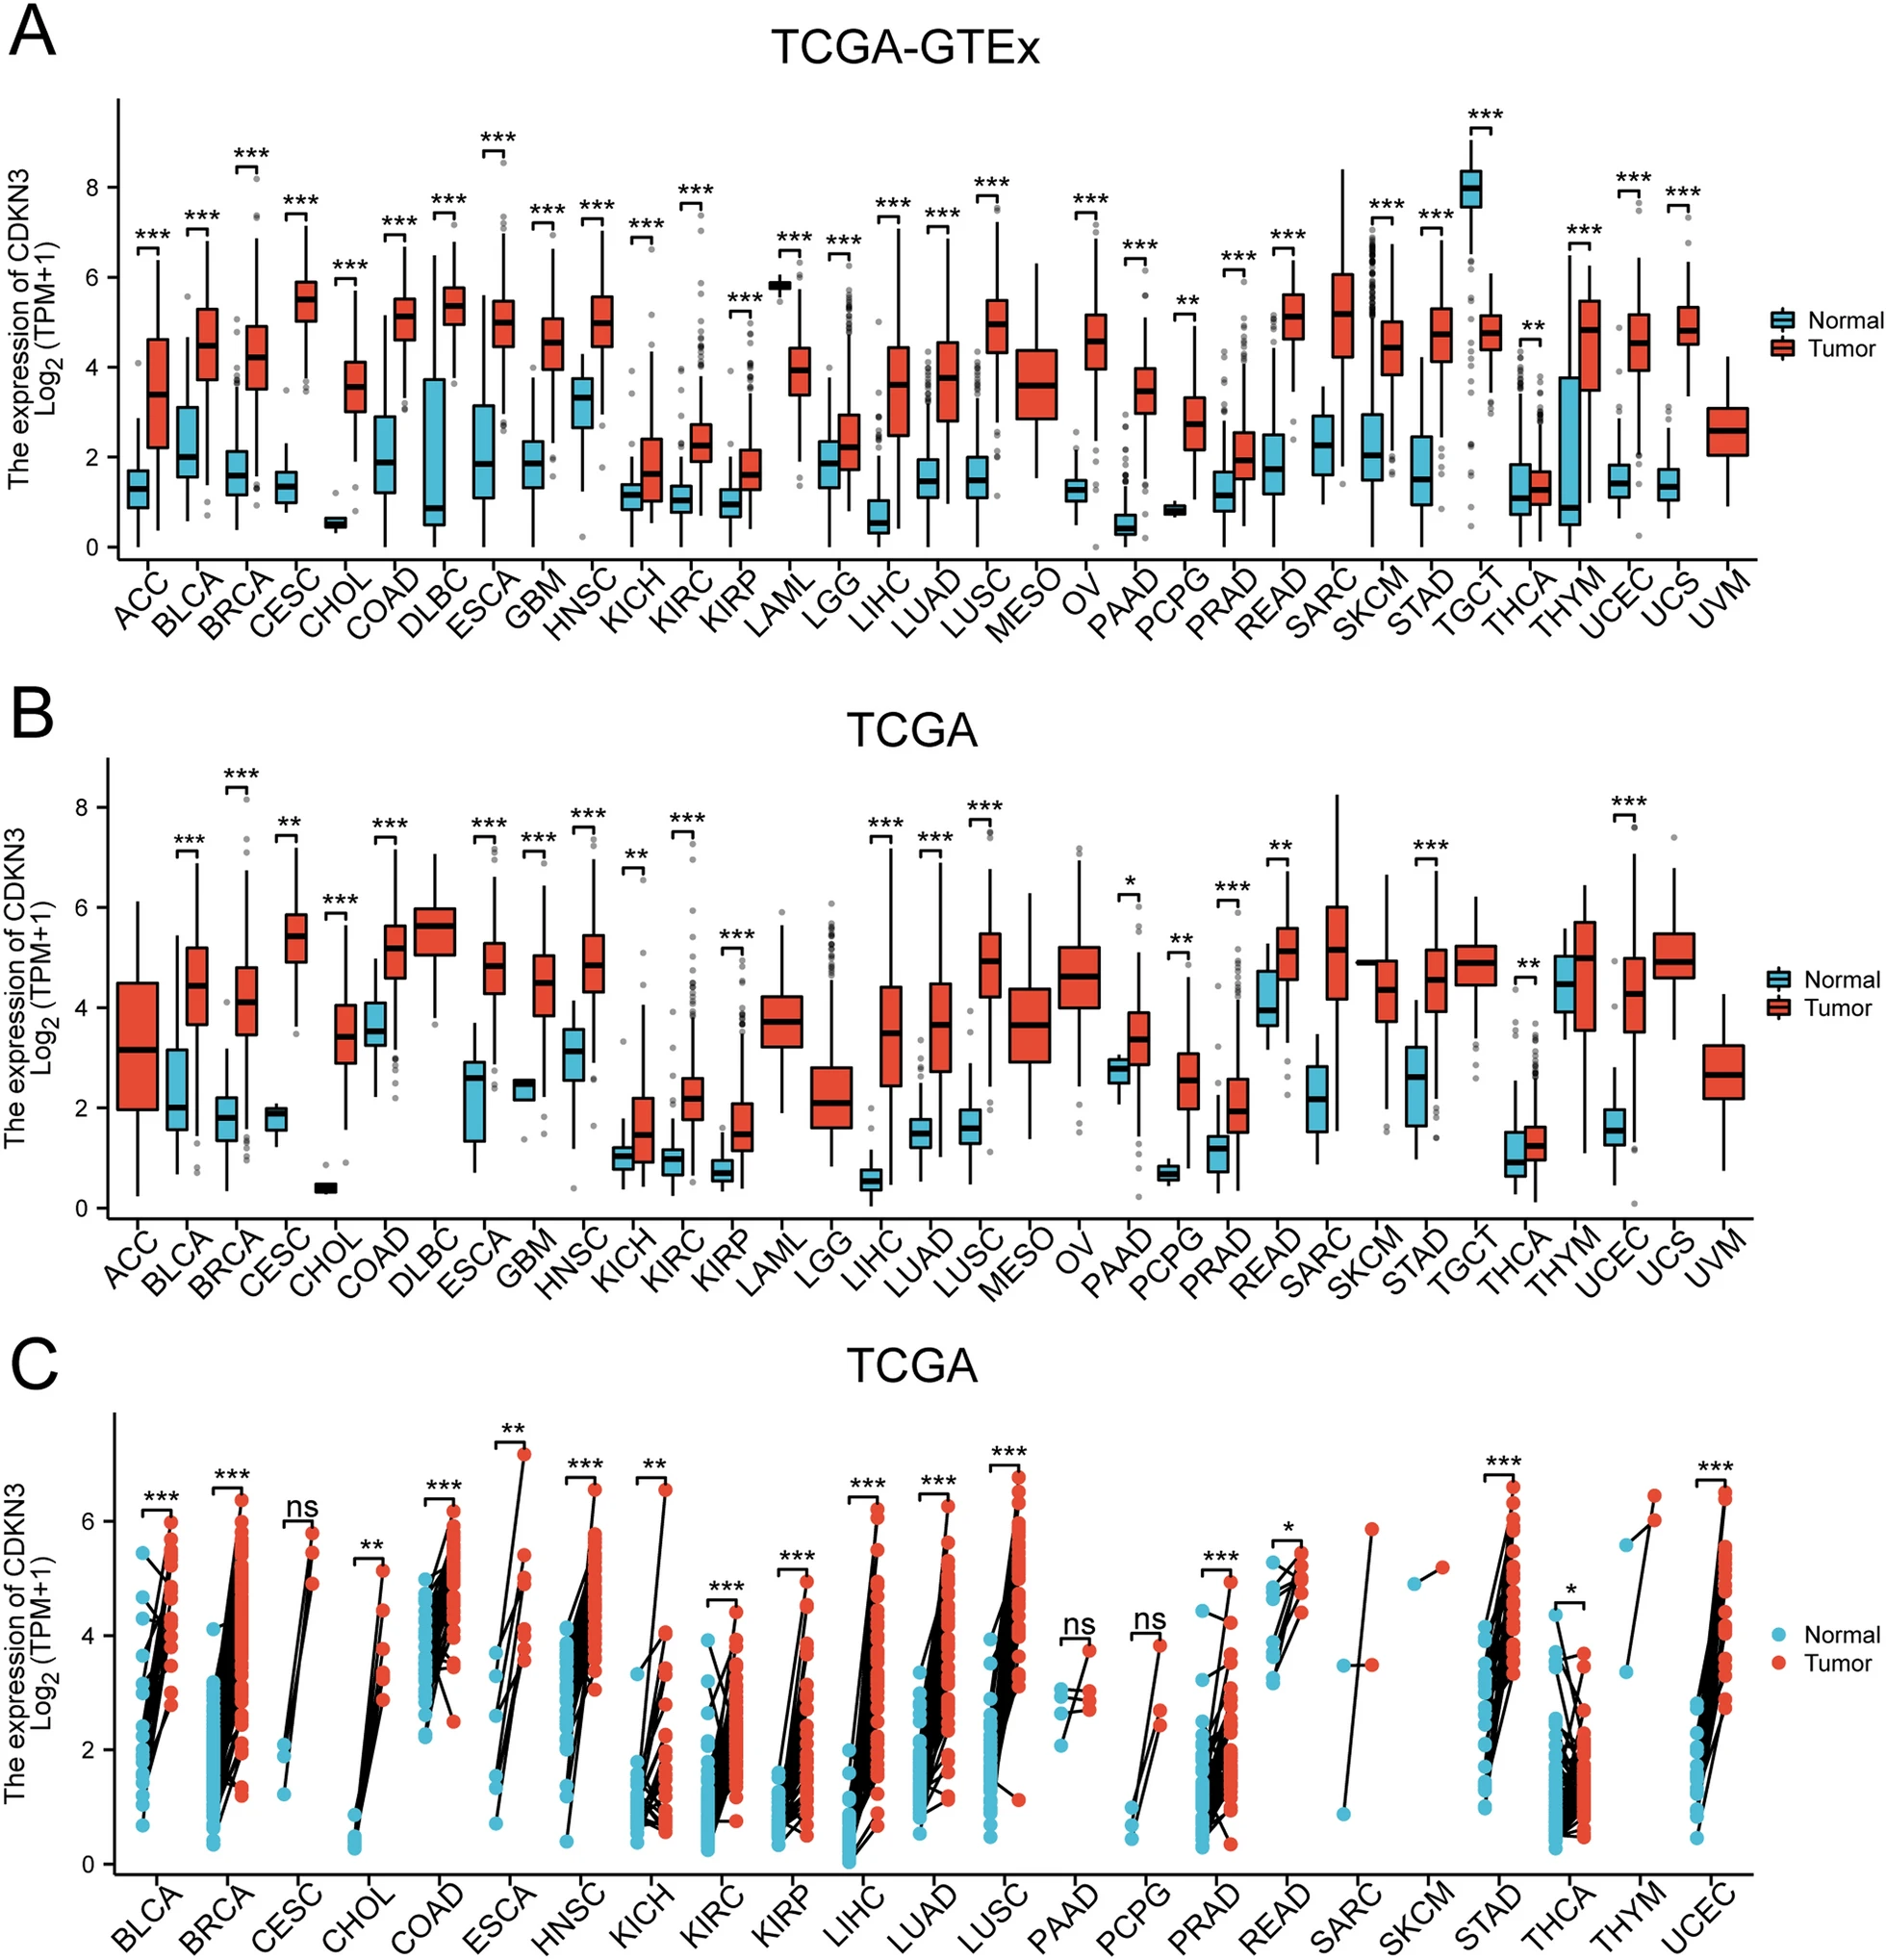 A
TCGA-GTEx
The expression of CDKN3
Log2 (TPM+1)
8
6
4
2
0
*** *** *** *** *** *** *** *** *** *** *** *** *** *** *** *** *** *** *** *** ** *** *** *** *** *** ** *** *** ***
Normal
Tumor
ACC BLCA BRCA CESC CHOL COAD DLBC ESCA GBM HNSC KICH KIRC KIRP LAML LGG LIHC LUAD LUSC MESO OV PAAD PCPG PRAD READ SARC SKCM STAD TGCT THCA THYM UCEC UCS UVM
B
TCGA
The expression of CDKN3
Log2 (TPM+1)
8
6
4
2
0
*** *** ** *** *** *** *** *** ** *** *** *** *** *** * ** *** ** *** ** ***
Normal
Tumor
ACC BLCA BRCA CESC CHOL COAD DLBC ESCA GBM HNSC KICH KIRC KIRP LAML LGG LIHC LUAD LUSC MESO OV PAAD PCPG PRAD READ SARC SKCM STAD TGCT THCA THYM UCEC UCS UVM
C
TCGA
The expression of CDKN3
Log2 (TPM+1)
6
4
2
0
*** *** ns ** *** ** *** ** *** *** *** *** *** ns ns *** * *** * ***
Normal
Tumor
BLCA BRCA CESC CHOL COAD ESCA HNSC KICH KIRC KIRP LIHC LUAD LUSC PAAD PCPG PRAD READ SARC SKCM STAD THCA THYM UCEC